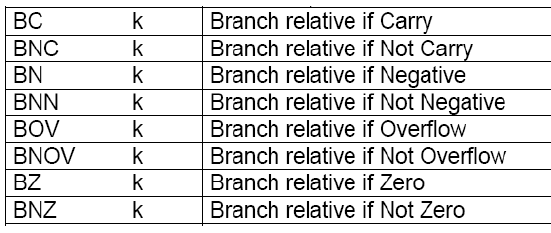 BC k Branch relative if Carry
BNC k Branch relative if Not Carry
BN k Branch relative if Negative
BNN k Branch relative if Not Negative
BOV k Branch relative if Overflow
BNOV k Branch relative if Not Overflow
BZ k Branch relative if Zero
BNZ k Branch relative if Not Zero